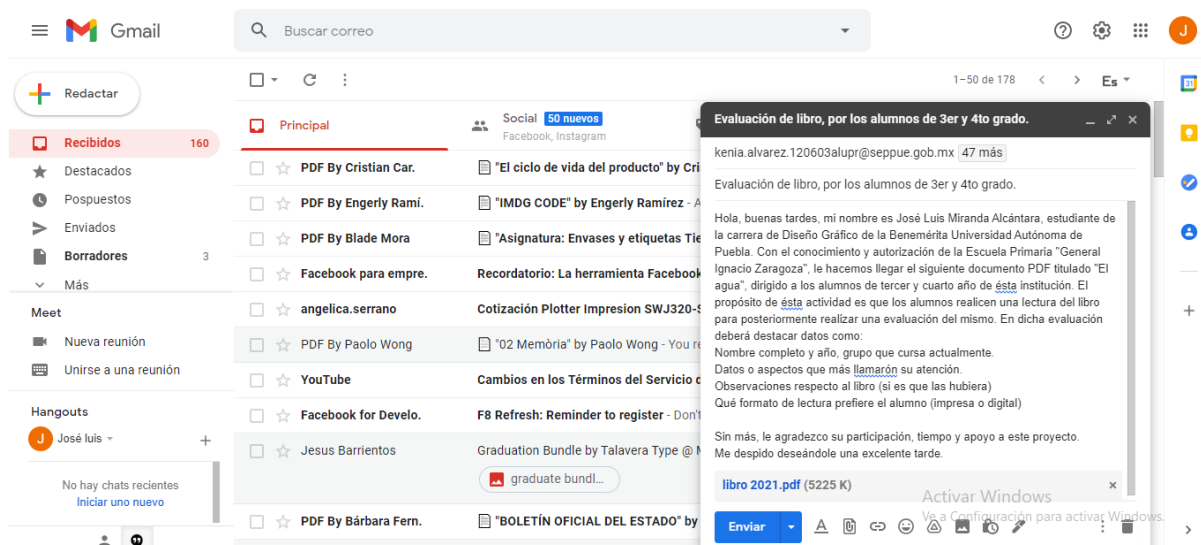 Gmail
Buscar correo
J
Redactar
1–50 de 178
Es
31
Recibidos 160
Destacados
Pospuestos
Enviados
Borradores 3
Más
Meet
Nueva reunión
Unirse a una reunión
Hangouts
J José luis
No hay chats recientes
Iniciar uno nuevo
Principal
Social 50 nuevos
Facebook, Instagram
PDF By Cristian Car. "El ciclo de vida del producto" by Cri
PDF By Engerly Ramí. "IMDG CODE" by Engerly Ramírez - A
PDF By Blade Mora "Asignatura: Envases y etiquetas Tie
Facebook para empre. Recordatorio: La herramienta Facebook
angelica.serrano Cotización Plotter Impresion SWJ320-S
PDF By Paolo Wong "02 Memòria" by Paolo Wong - You re
YouTube Cambios en los Términos del Servicio d
Facebook for Develo. F8 Refresh: Reminder to register - Don't
Jesus Barrientos Graduation Bundle by Talavera Type @ M
graduate bundl...
PDF By Bárbara Fern. "BOLETÍN OFICIAL DEL ESTADO" by
Evaluación de libro, por los alumnos de 3er y 4to grado.
kenia.alvarez.120603alupr@seppue.gob.mx 47 más
Evaluación de libro, por los alumnos de 3er y 4to grado.
Hola, buenas tardes, mi nombre es José Luis Miranda Alcántara, estudiante de
la carrera de Diseño Gráfico de la Benemérita Universidad Autónoma de
Puebla. Con el conocimiento y autorización de la Escuela Primaria "General
Ignacio Zaragoza", le hacemos llegar el siguiente documento PDF titulado "El
agua", dirigido a los alumnos de tercer y cuarto año de ésta institución. El
propósito de ésta actividad es que los alumnos realicen una lectura del libro
para posteriormente realizar una evaluación del mismo. En dicha evaluación
deberá destacar datos como:
Nombre completo y año, grupo que cursa actualmente.
Datos o aspectos que más llamarón su atención.
Observaciones respecto al libro (si es que las hubiera)
Qué formato de lectura prefiere el alumno (impresa o digital)
Sin más, le agradezco su participación, tiempo y apoyo a este proyecto.
Me despido deseándole una excelente tarde.
libro 2021.pdf (5225 K)
Activar Windows
Ve a Configuración para activar Windows.
Enviar